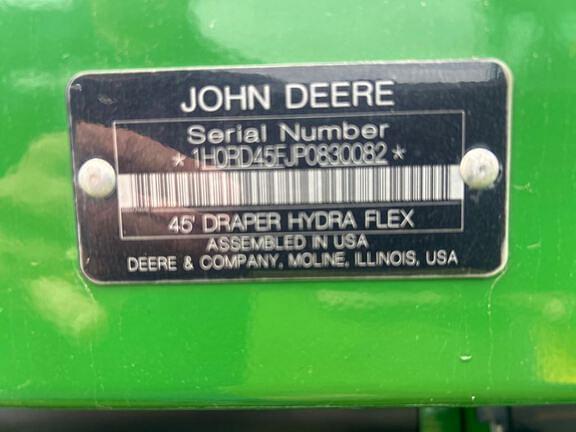 JOHN DEERE
Serial Number
*1H0RD45FJP0830082*
45' DRAPER HYDRA FLEX
ASSEMBLED IN USA
DEERE & COMPANY, MOLINE, ILLINOIS, USA